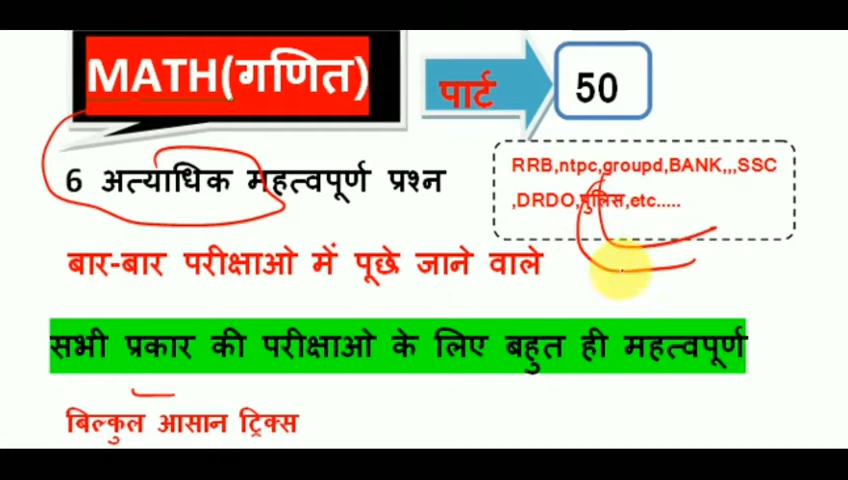 MATH(गणित)
पार्ट
50
6 अत्याधिक महत्वपूर्ण प्रश्न
RRB,ntpc,groupd,BANK,,,SSC
,DRDO,पुलिस,etc.....
बार-बार परीक्षाओ में पूछे जाने वाले
सभी प्रकार की परीक्षाओ के लिए बहुत ही महत्वपूर्ण
बिल्कुल आसान ट्रिक्स